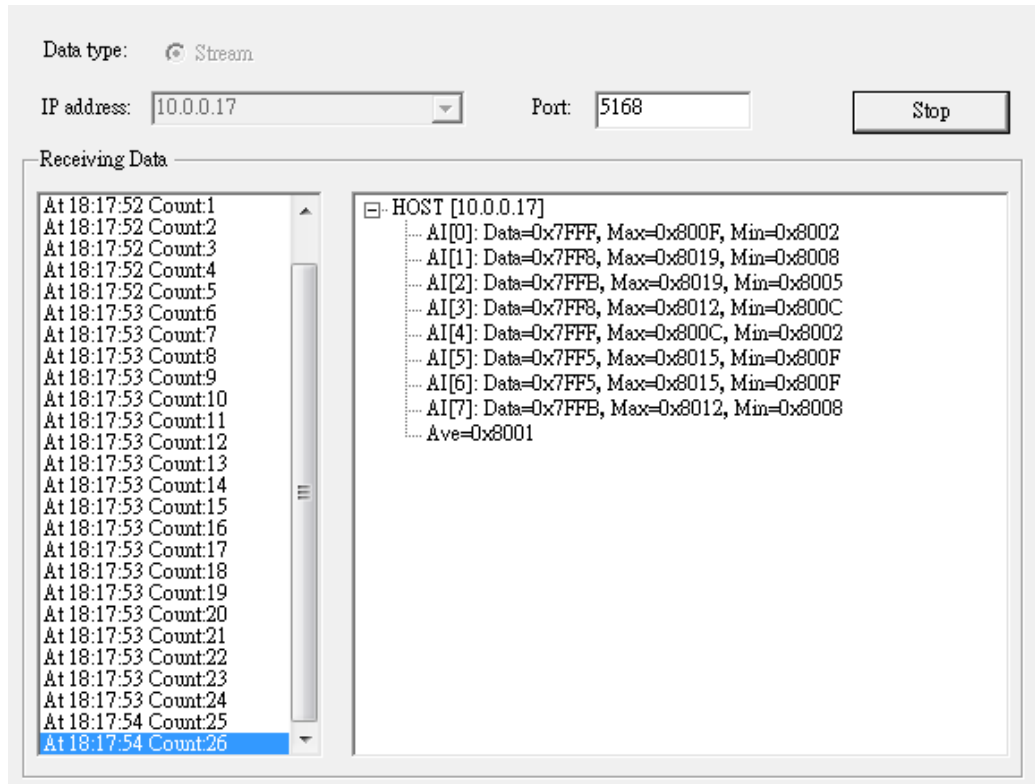 Data type: Stream
IP address: 10.0.0.17 Port: 5168 Stop
Receiving Data
At 18:17:52 Count:1
At 18:17:52 Count:2
At 18:17:52 Count:3
At 18:17:52 Count:4
At 18:17:52 Count:5
At 18:17:53 Count:6
At 18:17:53 Count:7
At 18:17:53 Count:8
At 18:17:53 Count:9
At 18:17:53 Count:10
At 18:17:53 Count:11
At 18:17:53 Count:12
At 18:17:53 Count:13
At 18:17:53 Count:14
At 18:17:53 Count:15
At 18:17:53 Count:16
At 18:17:53 Count:17
At 18:17:53 Count:18
At 18:17:53 Count:19
At 18:17:53 Count:20
At 18:17:53 Count:21
At 18:17:53 Count:22
At 18:17:53 Count:23
At 18:17:53 Count:24
At 18:17:54 Count:25
At 18:17:54 Count:26
HOST [10.0.0.17]
AI[0]: Data=0x7FFF, Max=0x800F, Min=0x8002
AI[1]: Data=0x7FF8, Max=0x8019, Min=0x8008
AI[2]: Data=0x7FFB, Max=0x8019, Min=0x8005
AI[3]: Data=0x7FF8, Max=0x8012, Min=0x800C
AI[4]: Data=0x7FFF, Max=0x800C, Min=0x8002
AI[5]: Data=0x7FF5, Max=0x8015, Min=0x800F
AI[6]: Data=0x7FF5, Max=0x8015, Min=0x800F
AI[7]: Data=0x7FFB, Max=0x8012, Min=0x8008
Ave=0x8001